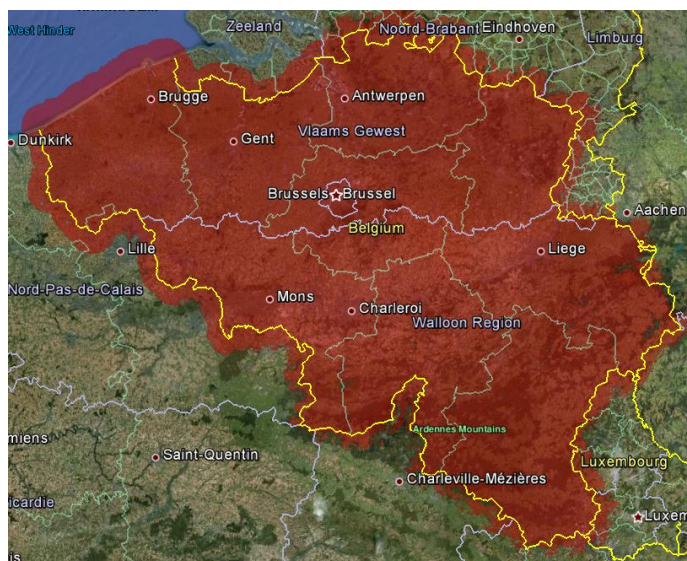 Zeeland
Noord-Brabant
Eindhoven
West Hinder
Limburg
Brugge
Antwerpen
Dunkirk
Gent
Vlaams Gewest
Brussels
Brussel
Aachen
Belgium
Lille
Liege
Nord-Pas-de-Calais
Mons
Charleroi
Walloon Region
Ardennes Mountains
miens
Saint-Quentin
Luxembourg
Charleville-Mézières
icardie
Luxem
is